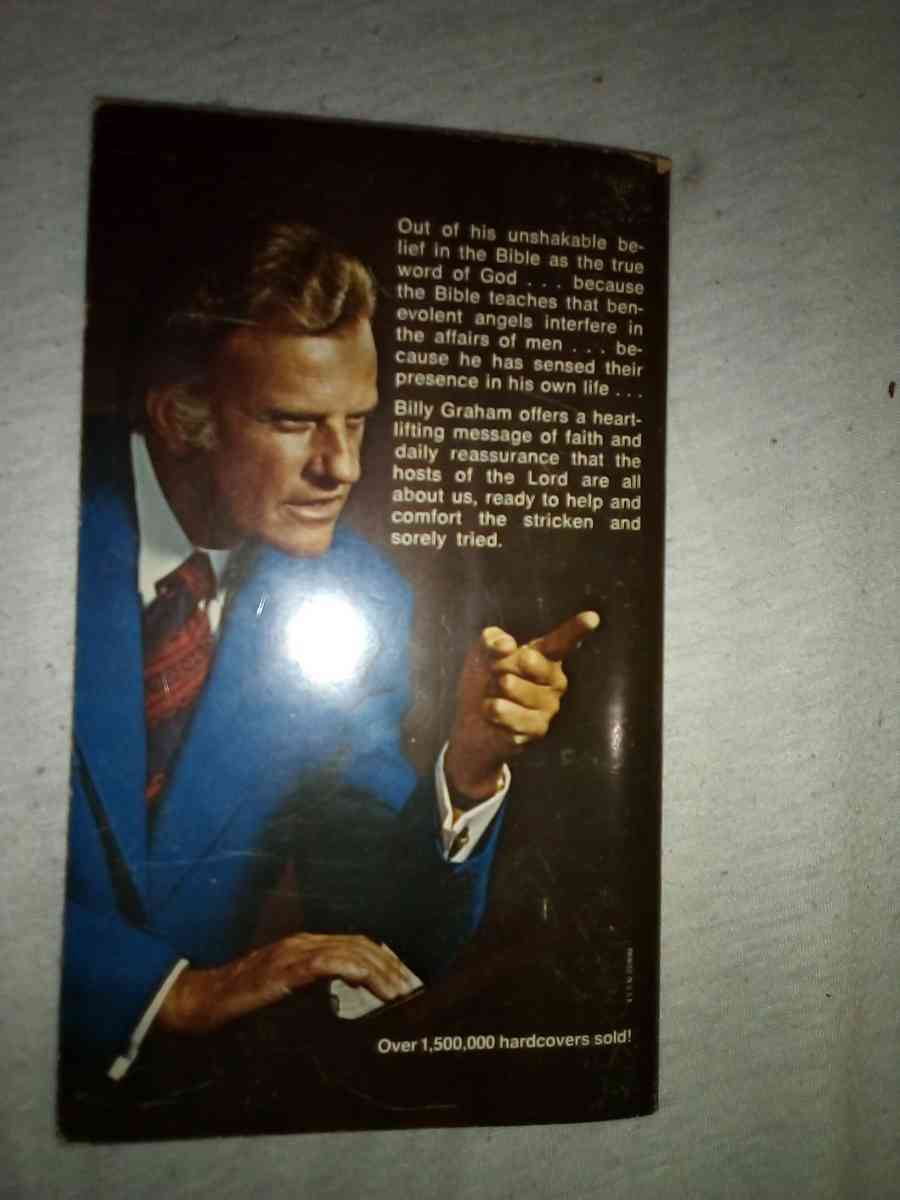 Out of his unshakable be-
lief in the Bible as the true
word of God . . . because
the Bible teaches that ben-
evolent angels interfere in
the affairs of men . . . be-
cause he has sensed their
presence in his own life . . .
Billy Graham offers a heart-
lifting message of faith and
daily reassurance that the
hosts of the Lord are all
about us, ready to help and
comfort the stricken and
sorely tried.
Over 1,500,000 hardcovers sold!